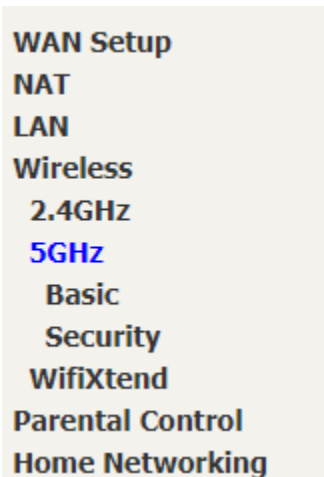 WAN Setup
NAT
LAN
Wireless
2.4GHz
5GHz
Basic
Security
WifiXtend
Parental Control
Home Networking